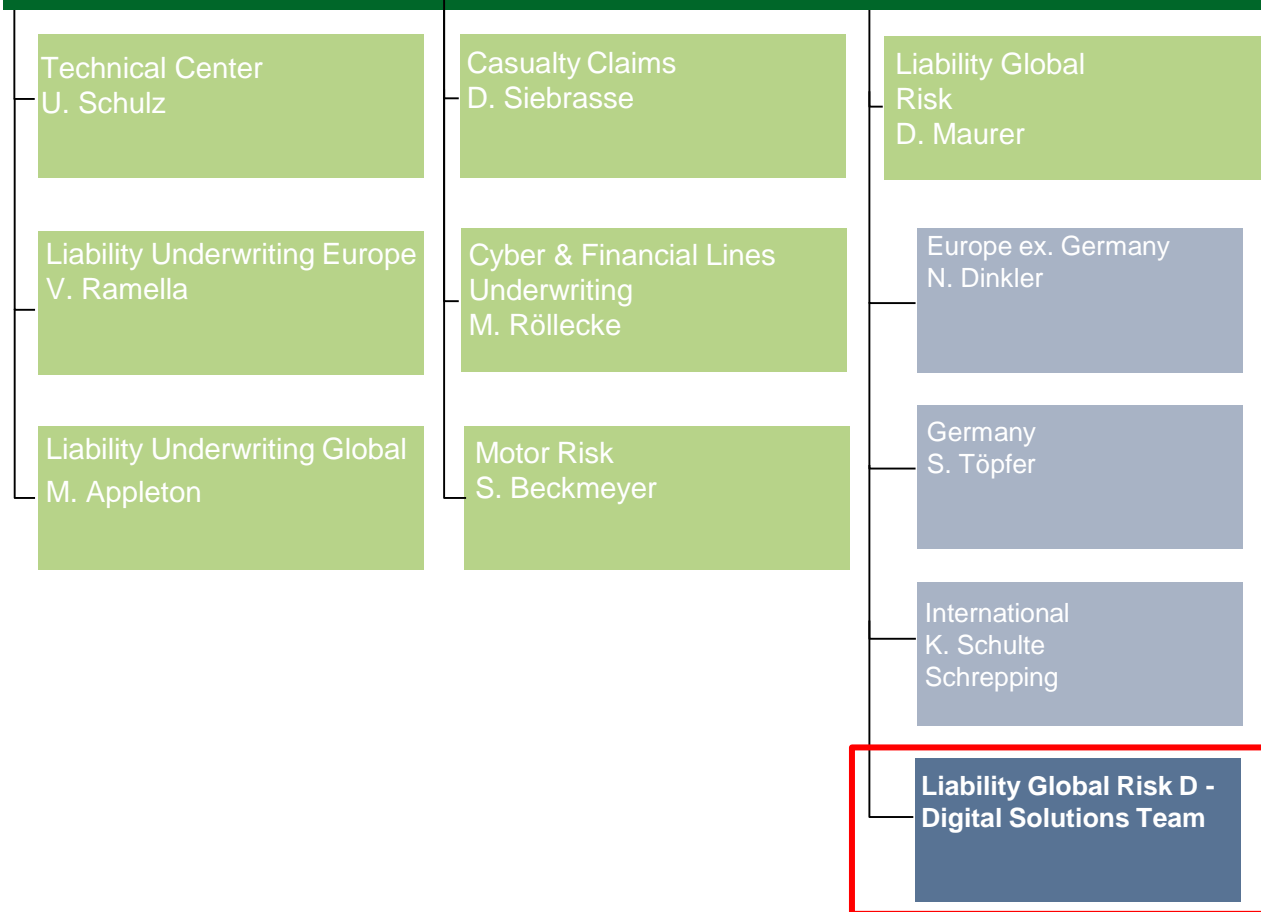 Technical Center
U. Schulz
Liability Underwriting Europe
V. Ramella
Liability Underwriting Global
M. Appleton
Casualty Claims
D. Siebrasse
Cyber & Financial Lines
Underwriting
M. Röllecke
Motor Risk
S. Beckmeyer
Liability Global
Risk
D. Maurer
Europe ex. Germany
N. Dinkler
Germany
S. Töpfer
International
K. Schulte
Schrepping
Liability Global Risk D -
Digital Solutions Team